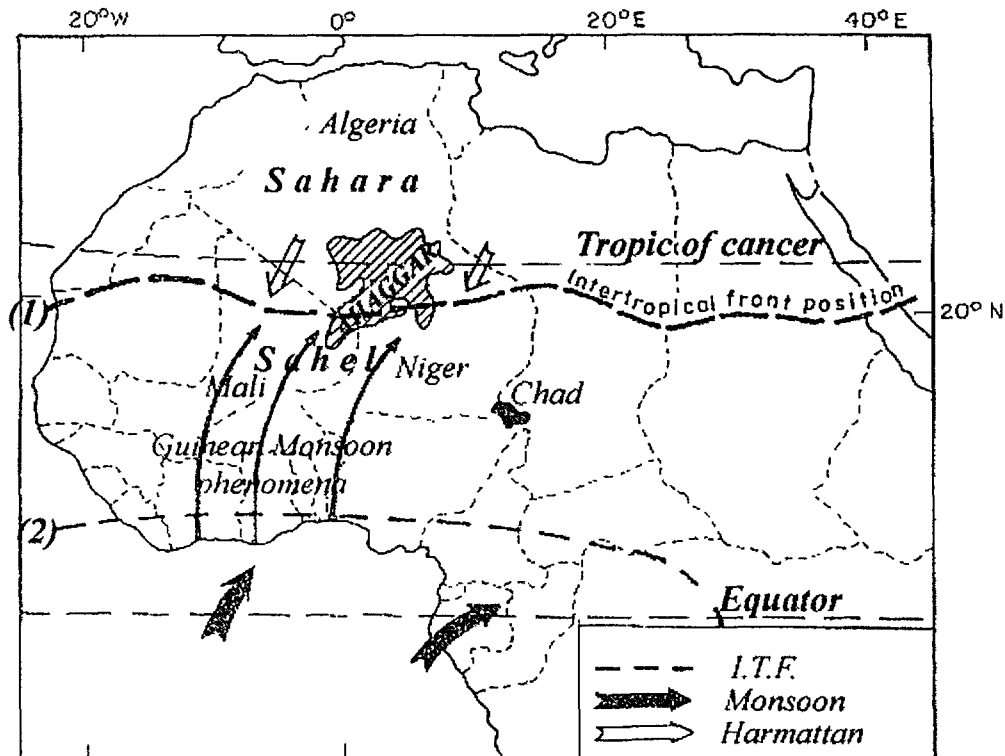 20°W 0° 20°E 40°E
Algeria
Sahara
Tropic of cancer
AHAGGAR
Intertropical front position
(1)
20° N
Sahel
Mali Niger
Chad
Guinean Monsoon
phenomena
(2)
Equator
I.T.F.
Monsoon
Harmattan